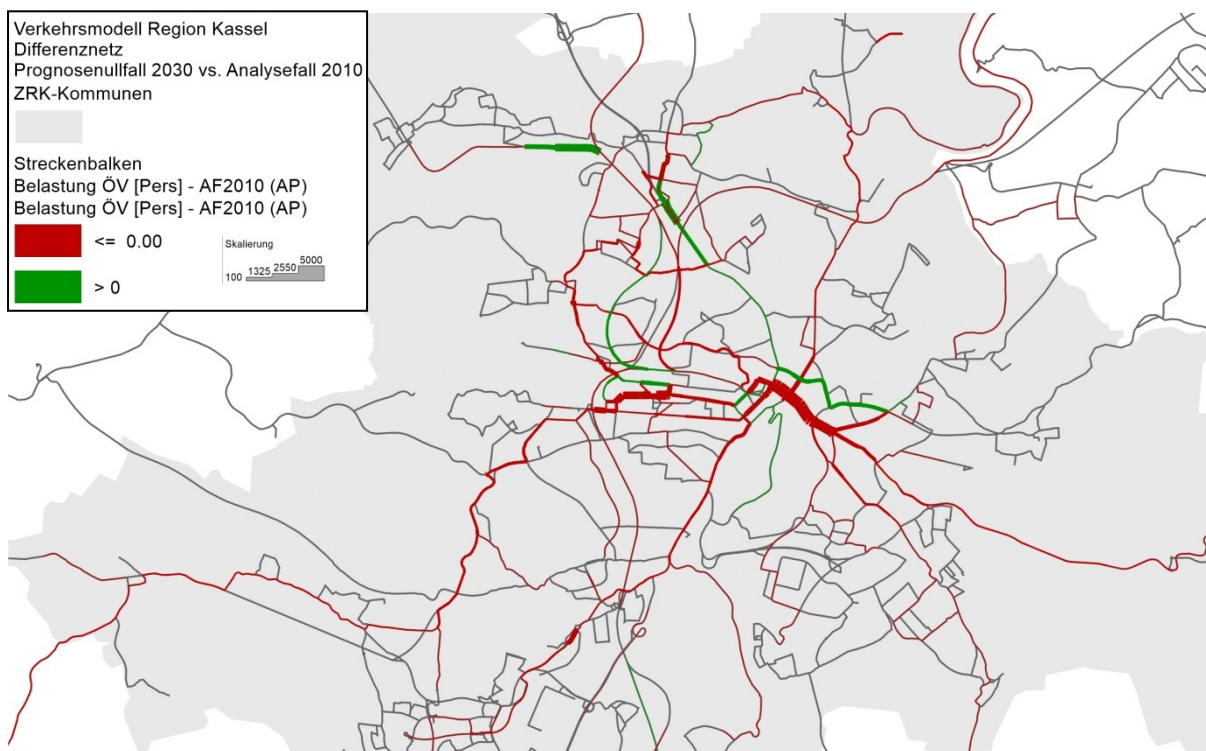 Verkehrsmodell Region Kassel
Differenznetz
Prognosenullfall 2030 vs. Analysefall 2010
ZRK-Kommunen
Streckenbalken
Belastung ÖV [Pers] - AF2010 (AP)
Belastung ÖV [Pers] - AF2010 (AP)
<= 0.00
> 0
Skalierung
100 1325 2550 5000